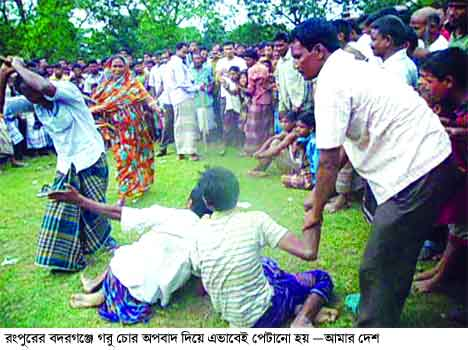 রংপুরের বদরগঞ্জে গরু চোর অপবাদ দিয়ে এভাবেই পেটানো হয় —আমার দেশ